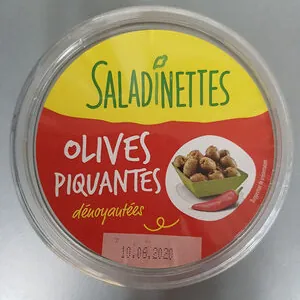 SALADINETTES
OLIVES
PIQUANTES
dénoyautées
10.08.2020